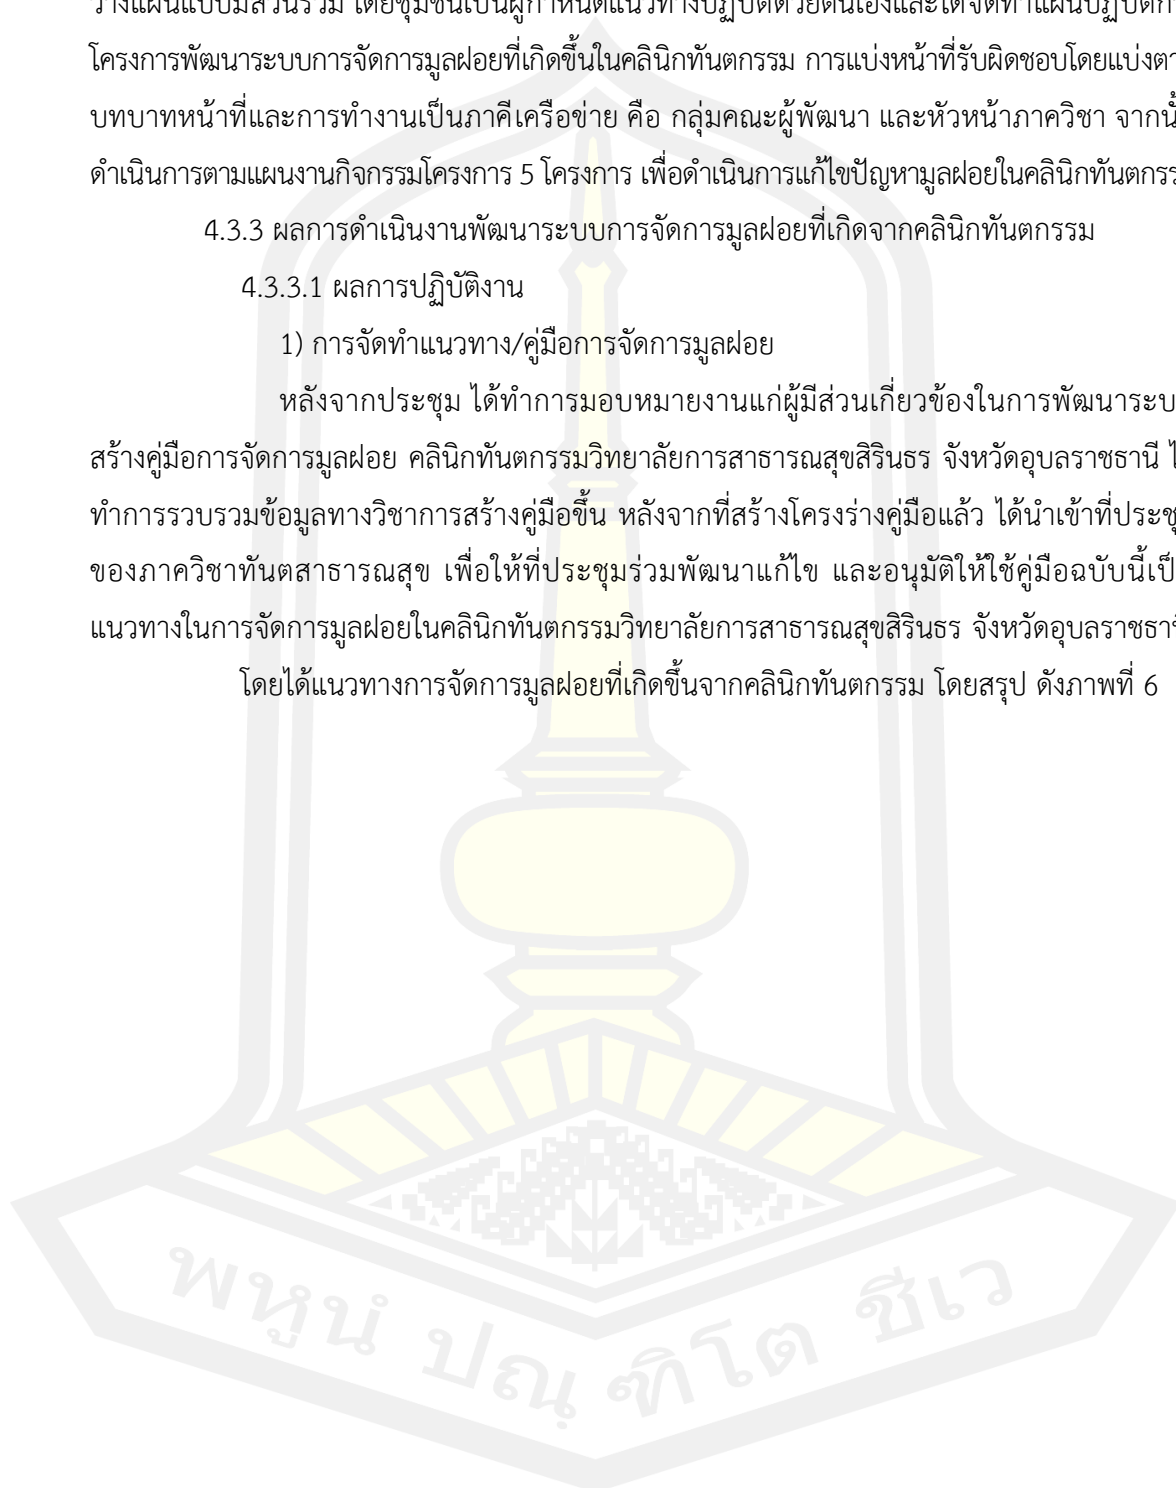 วางแผนแบบมีส่วนร่วม โดยชุมชนเป็นผู้กำหนดแนวทางปฏิบัติด้วยตนเองและได้จัดทำแผนปฏิบัติ
โครงการพัฒนาระบบการจัดการมูลฝอยที่เกิดขึ้นในคลินิกทันตกรรม การแบ่งหน้าที่รับผิดชอบโดยแบ่งตา
บทบาทหน้าที่และการทำงานเป็นภาคีเครือข่าย คือ กลุ่มคณะผู้พัฒนา และหัวหน้าภาควิชา จากนั้
ดำเนินการตามแผนงานกิจกรรมโครงการ 5 โครงการ เพื่อดำเนินการแก้ไขปัญหามูลฝอยในคลินิกทันตกรร
4.3.3 ผลการดำเนินงานพัฒนาระบบการจัดการมูลฝอยที่เกิดจากคลินิกทันตกรรม
4.3.3.1 ผลการปฏิบัติงาน
1) การจัดทำแนวทาง/คู่มือการจัดการมูลฝอย
หลังจากประชุม ได้ทำการมอบหมายงานแก่ผู้มีส่วนเกี่ยวข้องในการพัฒนาระบ
สร้างคู่มือการจัดการมูลฝอย คลินิกทันตกรรมวิทยาลัยการสาธารณสุขสิรินธร จังหวัดอุบลราชธานี ไ
ทำการรวบรวมข้อมูลทางวิชาการสร้างคู่มือขึ้น หลังจากที่สร้างโครงร่างคู่มือแล้ว ได้นำเข้าที่ประชุ
ของภาควิชาทันตสาธารณสุข เพื่อให้ที่ประชุมร่วมพัฒนาแก้ไข และอนุมัติให้ใช้คู่มือฉบับนี้เป็
แนวทางในการจัดการมูลฝอยในคลินิกทันตกรรมวิทยาลัยการสาธารณสุขสิรินธร จังหวัดอุบลราชธานี
โดยได้แนวทางการจัดการมูลฝอยที่เกิดขึ้นจากคลินิกทันตกรรม โดยสรุป ดังภาพที่ 6
พหูนํ ปณฺฑิโต ชีเว